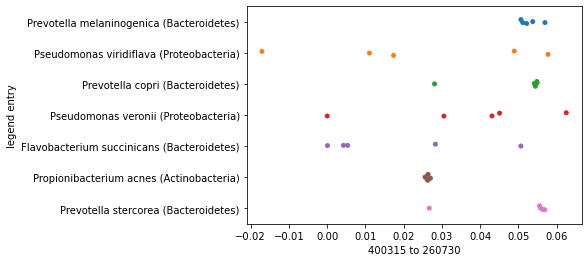 legend entry
Prevotella melaninogenica (Bacteroidetes)
Pseudomonas viridiflava (Proteobacteria)
Prevotella copri (Bacteroidetes)
Pseudomonas veronii (Proteobacteria)
Flavobacterium succinicans (Bacteroidetes)
Propionibacterium acnes (Actinobacteria)
Prevotella stercorea (Bacteroidetes)
−0.02 −0.01 0.00 0.01 0.02 0.03 0.04 0.05 0.06
400315 to 260730